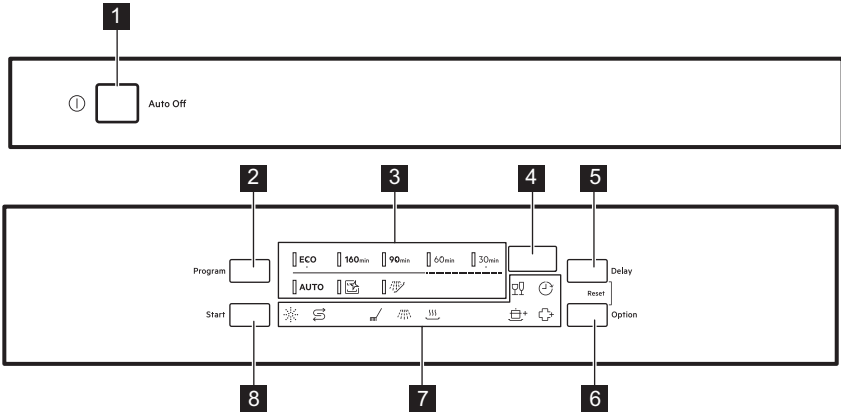 1
Auto Off
2 3 4 5
ECO 160min 90min 60min 30min
Program Delay
AUTO
Reset
Start Option
8 7 6